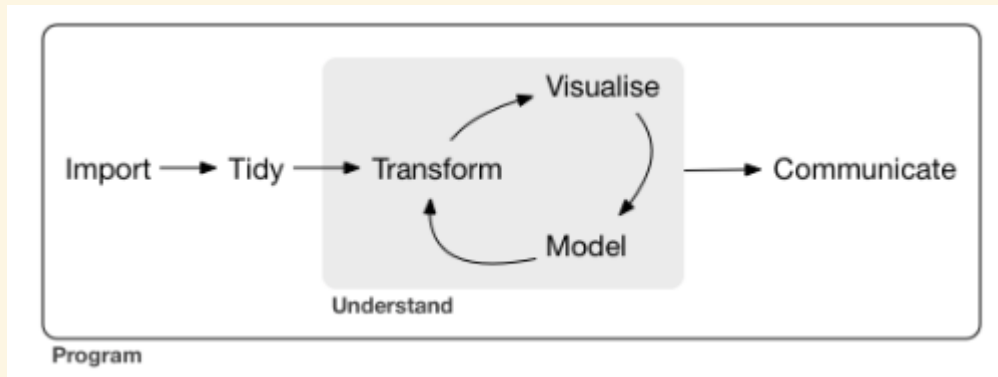 Visualise
Import Tidy Transform Communicate
Model
Understand
Program